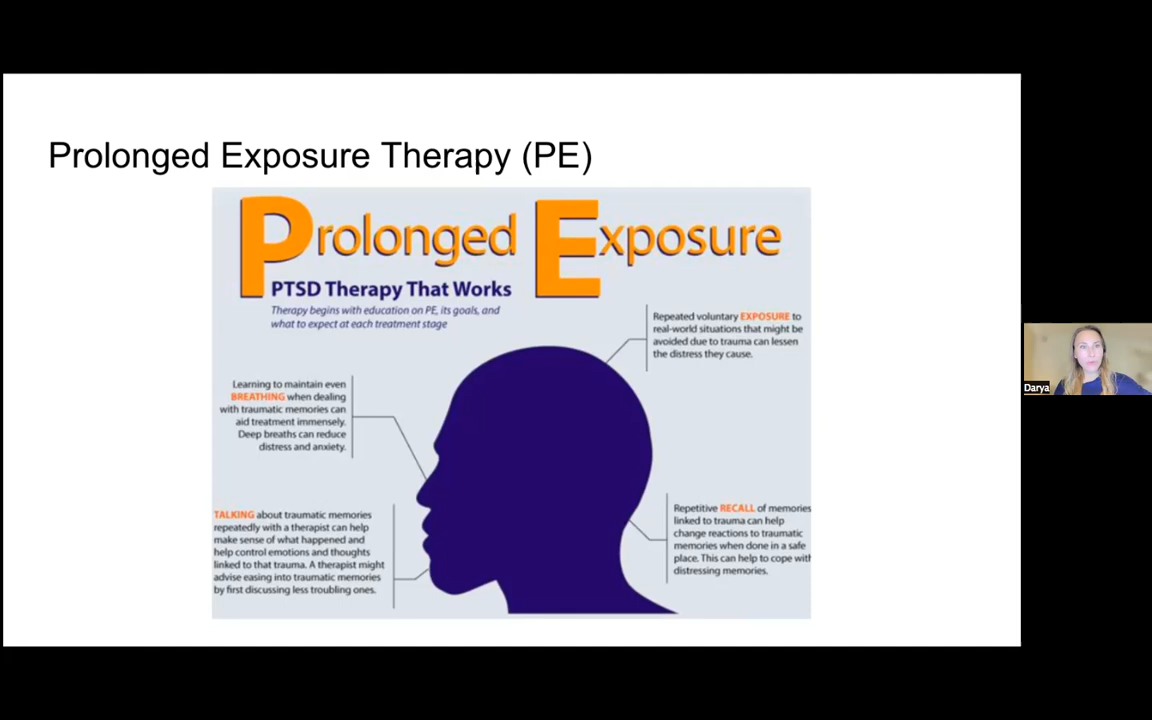 Prolonged Exposure Therapy (PE)
Prolonged Exposure
PTSD Therapy That Works
Therapy begins with education on PE, its goals, and
what to expect at each treatment stage
Repeated voluntary EXPOSURE to
real-world situations that might be
avoided due to trauma can lessen
the distress they cause.
Learning to maintain even
BREATHING when dealing
with traumatic memories can
aid treatment immensely.
Deep breaths can reduce
distress and anxiety.
TALKING about traumatic memories
repeatedly with a therapist can help
make sense of what happened and
help control emotions and thoughts
linked to that trauma. A therapist might
advise easing into traumatic memories
by first discussing less troubling ones.
Repetitive RECALL of memories
linked to trauma can help
change reactions to traumatic
memories when done in a safe
place. This can help to cope with
distressing memories.
Darya